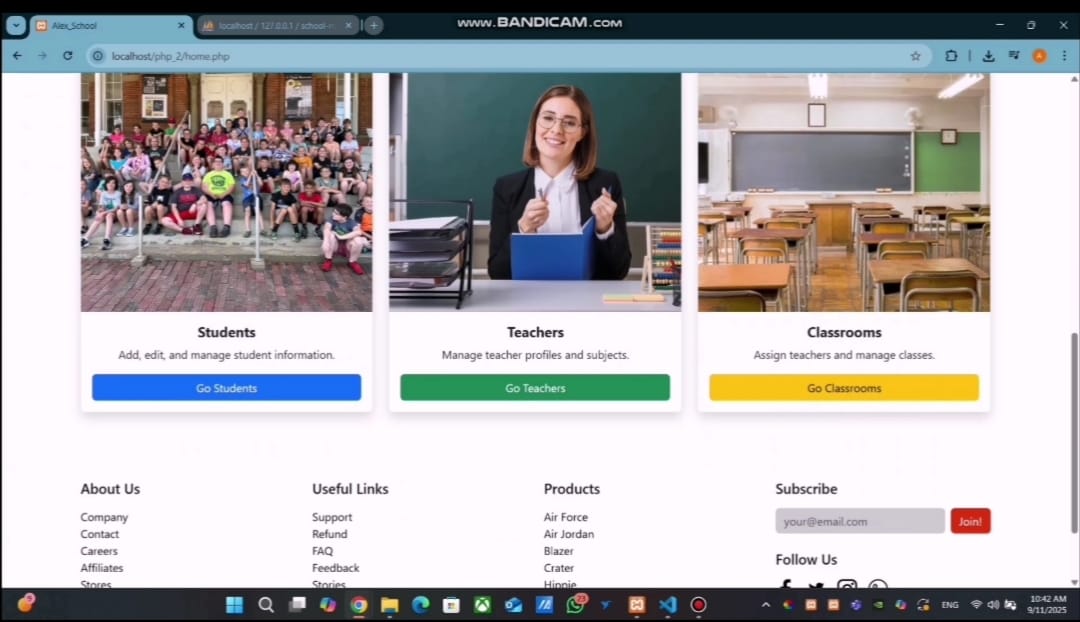 www.BANDICAM.com
Alex_School
localhost / 127.0.0.1 / school-
localhost/php_2/home.php
Students
Add, edit, and manage student information.
Go Students
Teachers
Manage teacher profiles and subjects.
Go Teachers
Classrooms
Assign teachers and manage classes.
Go Classrooms
About Us
Company
Contact
Careers
Affiliates
Stores
Useful Links
Support
Refund
FAQ
Feedback
Stories
Products
Air Force
Air Jordan
Blazer
Crater
Hippie
Subscribe
your@email.com
Join!
Follow Us
9
23
ENG
10:42 AM
9/11/2025